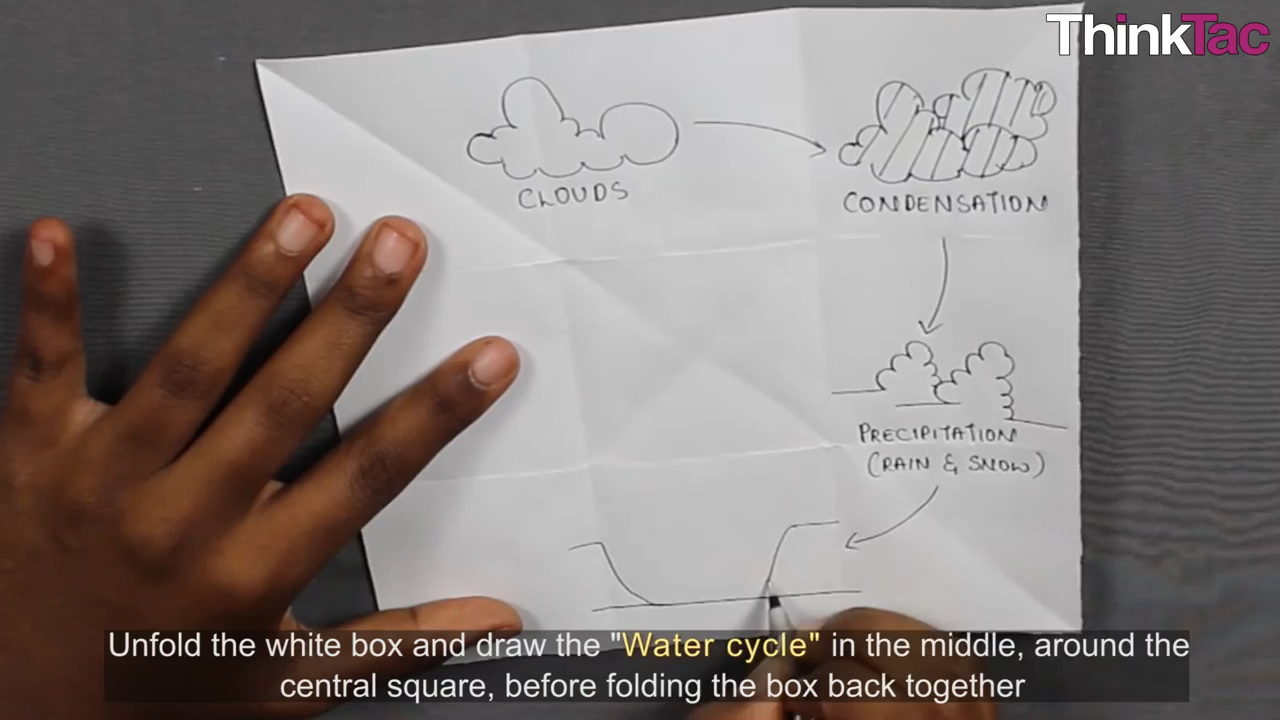 ThinkTac
CLOUDS
CONDENSATION
PRECIPITATION
(RAIN & SNOW)
Unfold the white box and draw the "Water cycle" in the middle, around the
central square, before folding the box back together